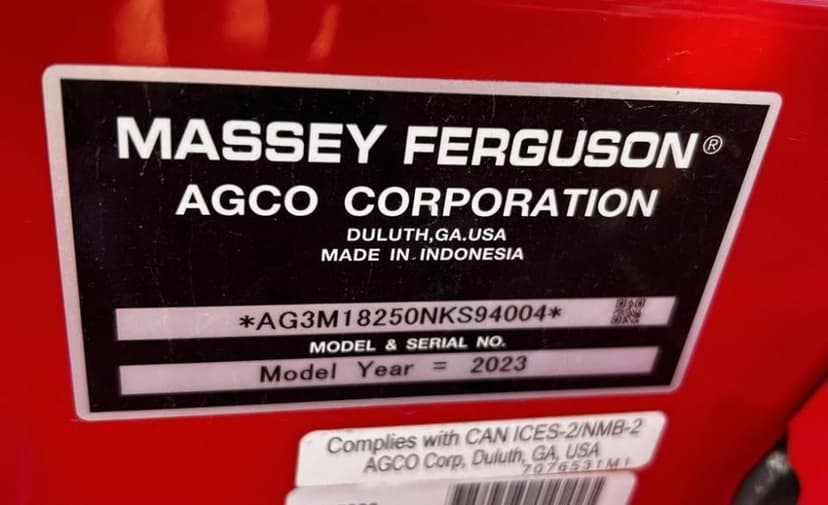 MASSEY FERGUSON®
AGCO CORPORATION
DULUTH,GA.USA
MADE IN INDONESIA
*AG3M18250NKS94004*
MODEL & SERIAL NO.
Model Year = 2023
Complies with CAN ICES-2/NMB-2
AGCO Corp, Duluth, GA, USA
7076531M1